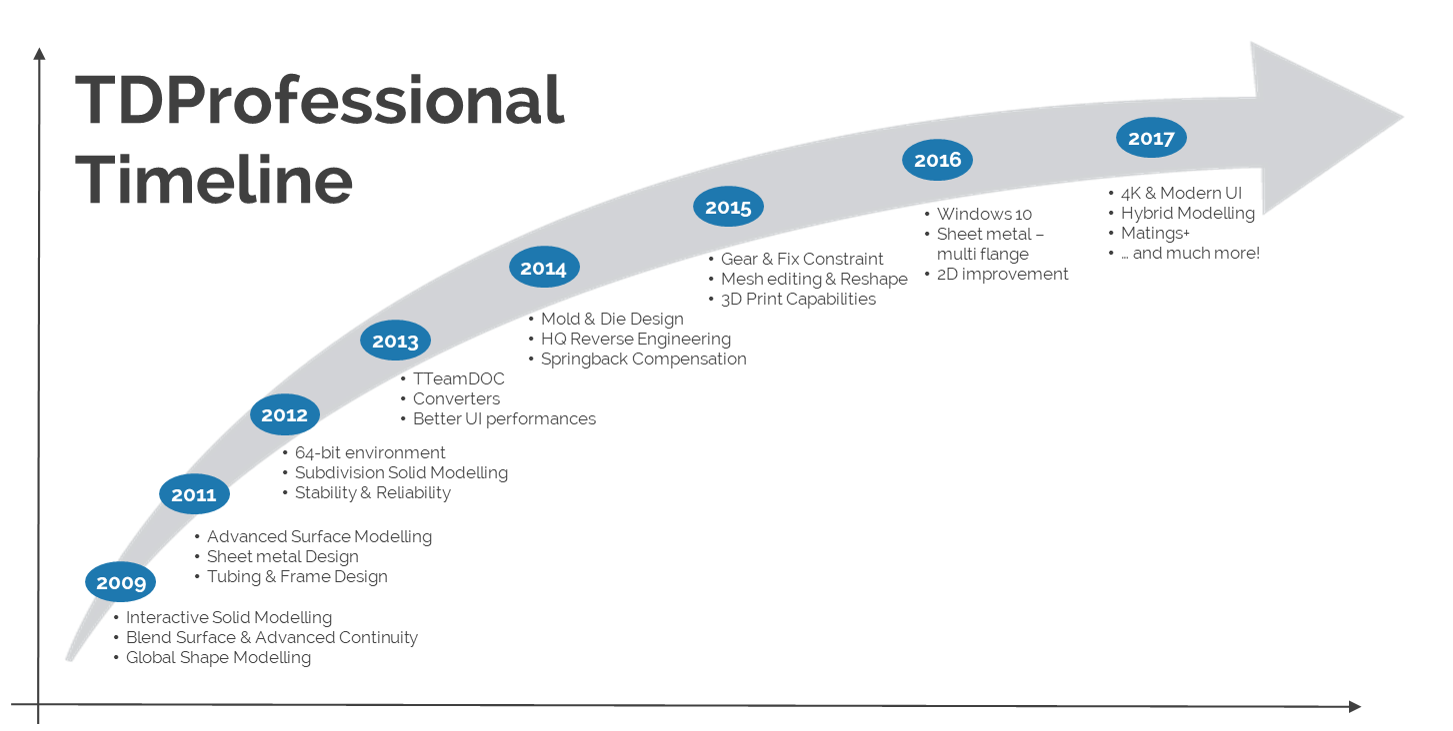 TDProfessional
Timeline
2009
• Interactive Solid Modelling
• Blend Surface & Advanced Continuity
• Global Shape Modelling
2011
• Advanced Surface Modelling
• Sheet metal Design
• Tubing & Frame Design
2012
• 64-bit environment
• Subdivision Solid Modelling
• Stability & Reliability
2013
• TTeamDOC
• Converters
• Better UI performances
2014
• Mold & Die Design
• HQ Reverse Engineering
• Springback Compensation
2015
• Gear & Fix Constraint
• Mesh editing & Reshape
• 3D Print Capabilities
2016
• Windows 10
• Sheet metal –
multi flange
• 2D improvement
2017
• 4K & Modern UI
• Hybrid Modelling
• Matings+
• … and much more!